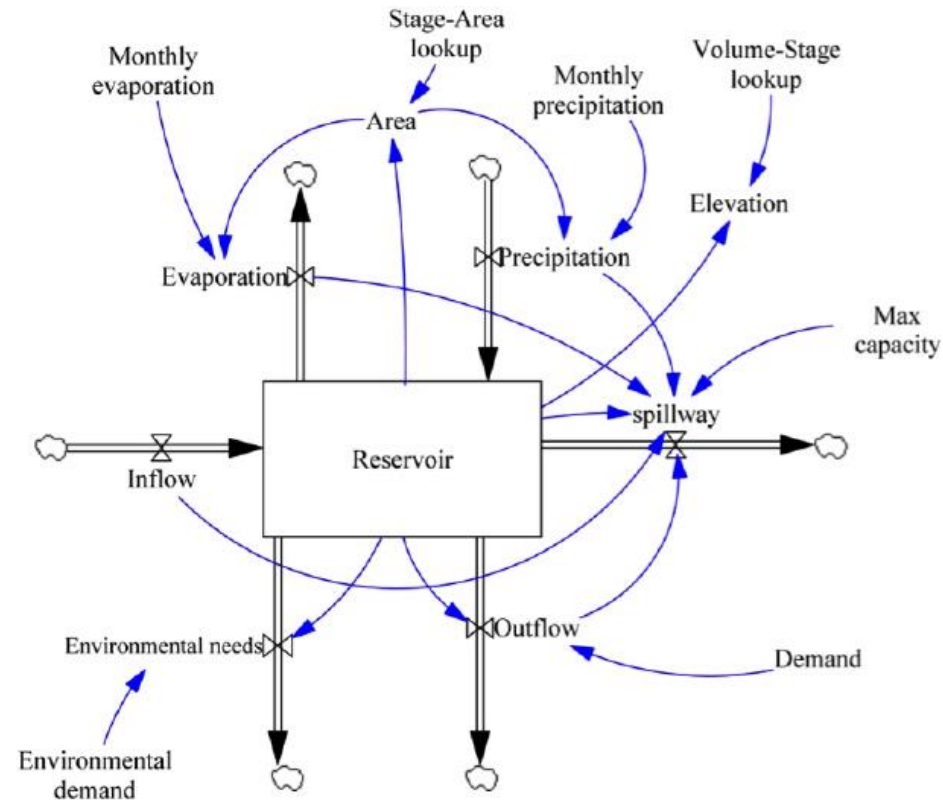 Stage-Area
lookup
Monthly
evaporation
Volume-Stage
lookup
Monthly
precipitation
Area
Elevation
Evaporation
Precipitation
Max
capacity
spillway
Reservoir
Inflow
Environmental needs
Outflow
Demand
Environmental
demand